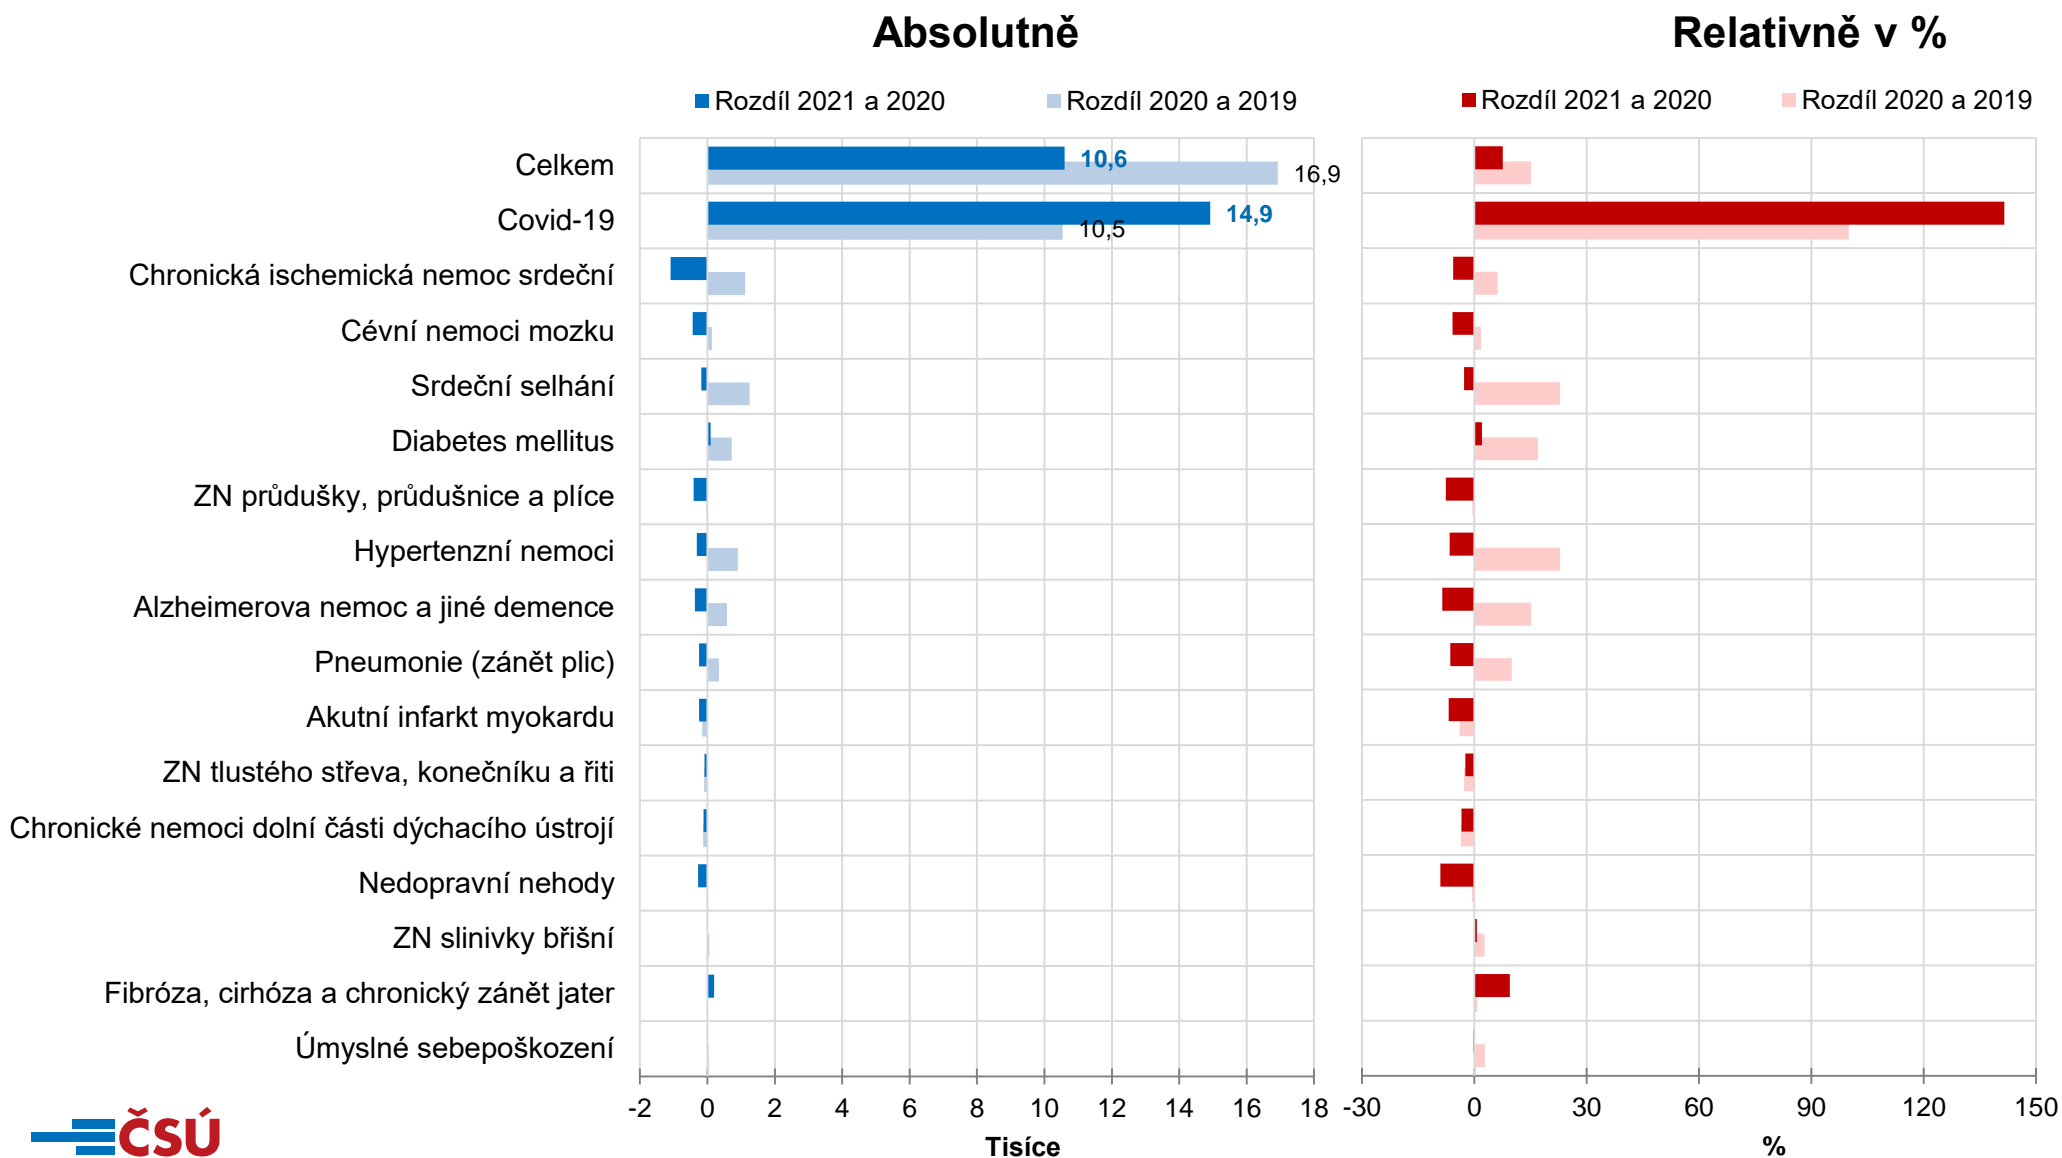 Absolutně
Relativně v %
Rozdíl 2021 a 2020
Rozdíl 2020 a 2019
Rozdíl 2021 a 2020
Rozdíl 2020 a 2019
Celkem
10,6
16,9
Covid-19
14,9
10,5
Chronická ischemická nemoc srdeční
Cévní nemoci mozku
Srdeční selhání
Diabetes mellitus
ZN průdušky, průdušnice a plíce
Hypertenzní nemoci
Alzheimerova nemoc a jiné demence
Pneumonie (zánět plic)
Akutní infarkt myokardu
ZN tlustého střeva, konečníku a řiti
Chronické nemoci dolní části dýchacího ústrojí
Nedopravní nehody
ZN slinivky břišní
Fibróza, cirhóza a chronický zánět jater
Úmyslné sebepoškození
-2 0 2 4 6 8 10 12 14 16 18
-30 0 30 60 90 120 150
Tisíce
%
ČSÚ